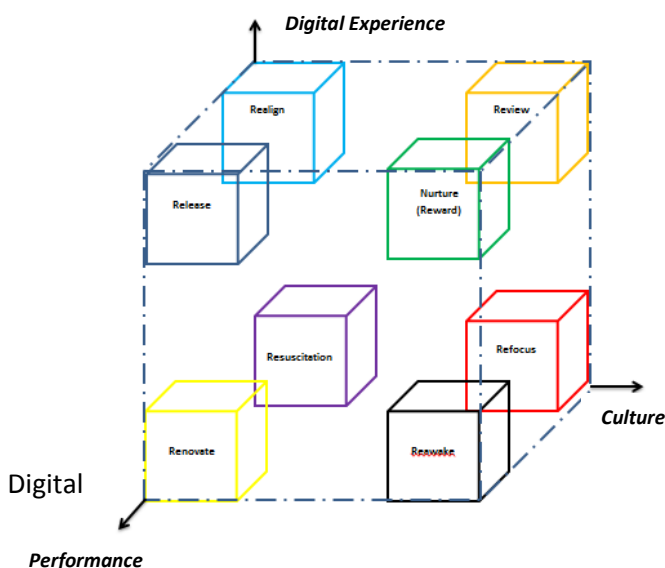 Digital Experience
Realign
Review
Release
Nurture
(Reward)
Resuscitation
Refocus
Culture
Renovate
Reawake
Digital
Performance